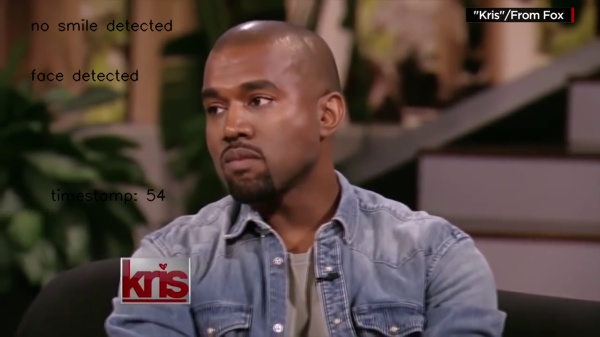 "Kris"/From Fox
no smile detected
face detected
timestamp: 54
kris